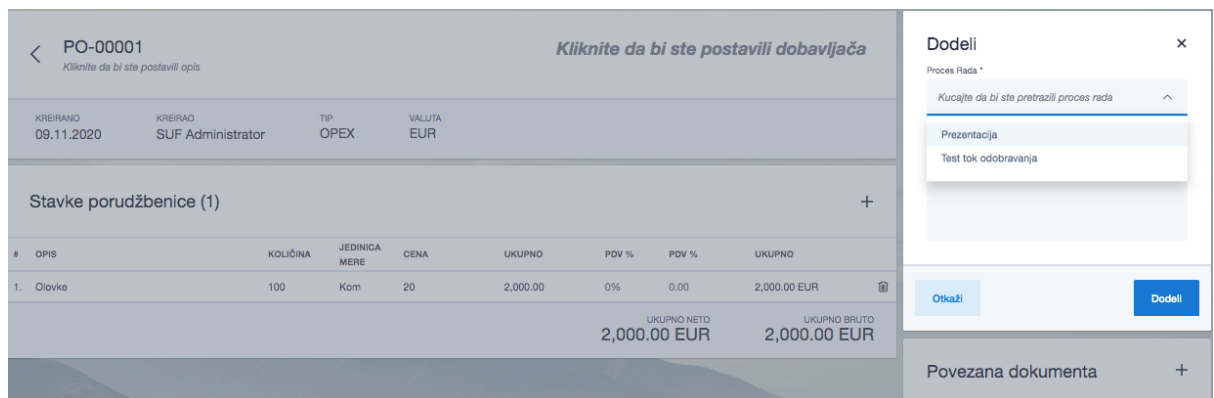 PO-00001
Kliknite da bi ste postavili opis
Kliknite da bi ste postavili dobavljača
KREIRANO KREIRAO TIP VALUTA
09.11.2020 SUF Administrator OPEX EUR
Stavke porudžbenice (1)
# OPIS KOLIČINA JEDINICA MERE CENA UKUPNO PDV % PDV % UKUPNO
1. Olovke 100 Kom 20 2,000.00 0% 0.00 2,000.00 EUR
UKUPNO NETO UKUPNO BRUTO
2,000.00 EUR 2,000.00 EUR
Dodeli
Proces Rada *
Kucajte da bi ste pretrazili proces rada
Prezentacija
Test tok odobravanja
Otkaži Dodeli
Povezana dokumenta